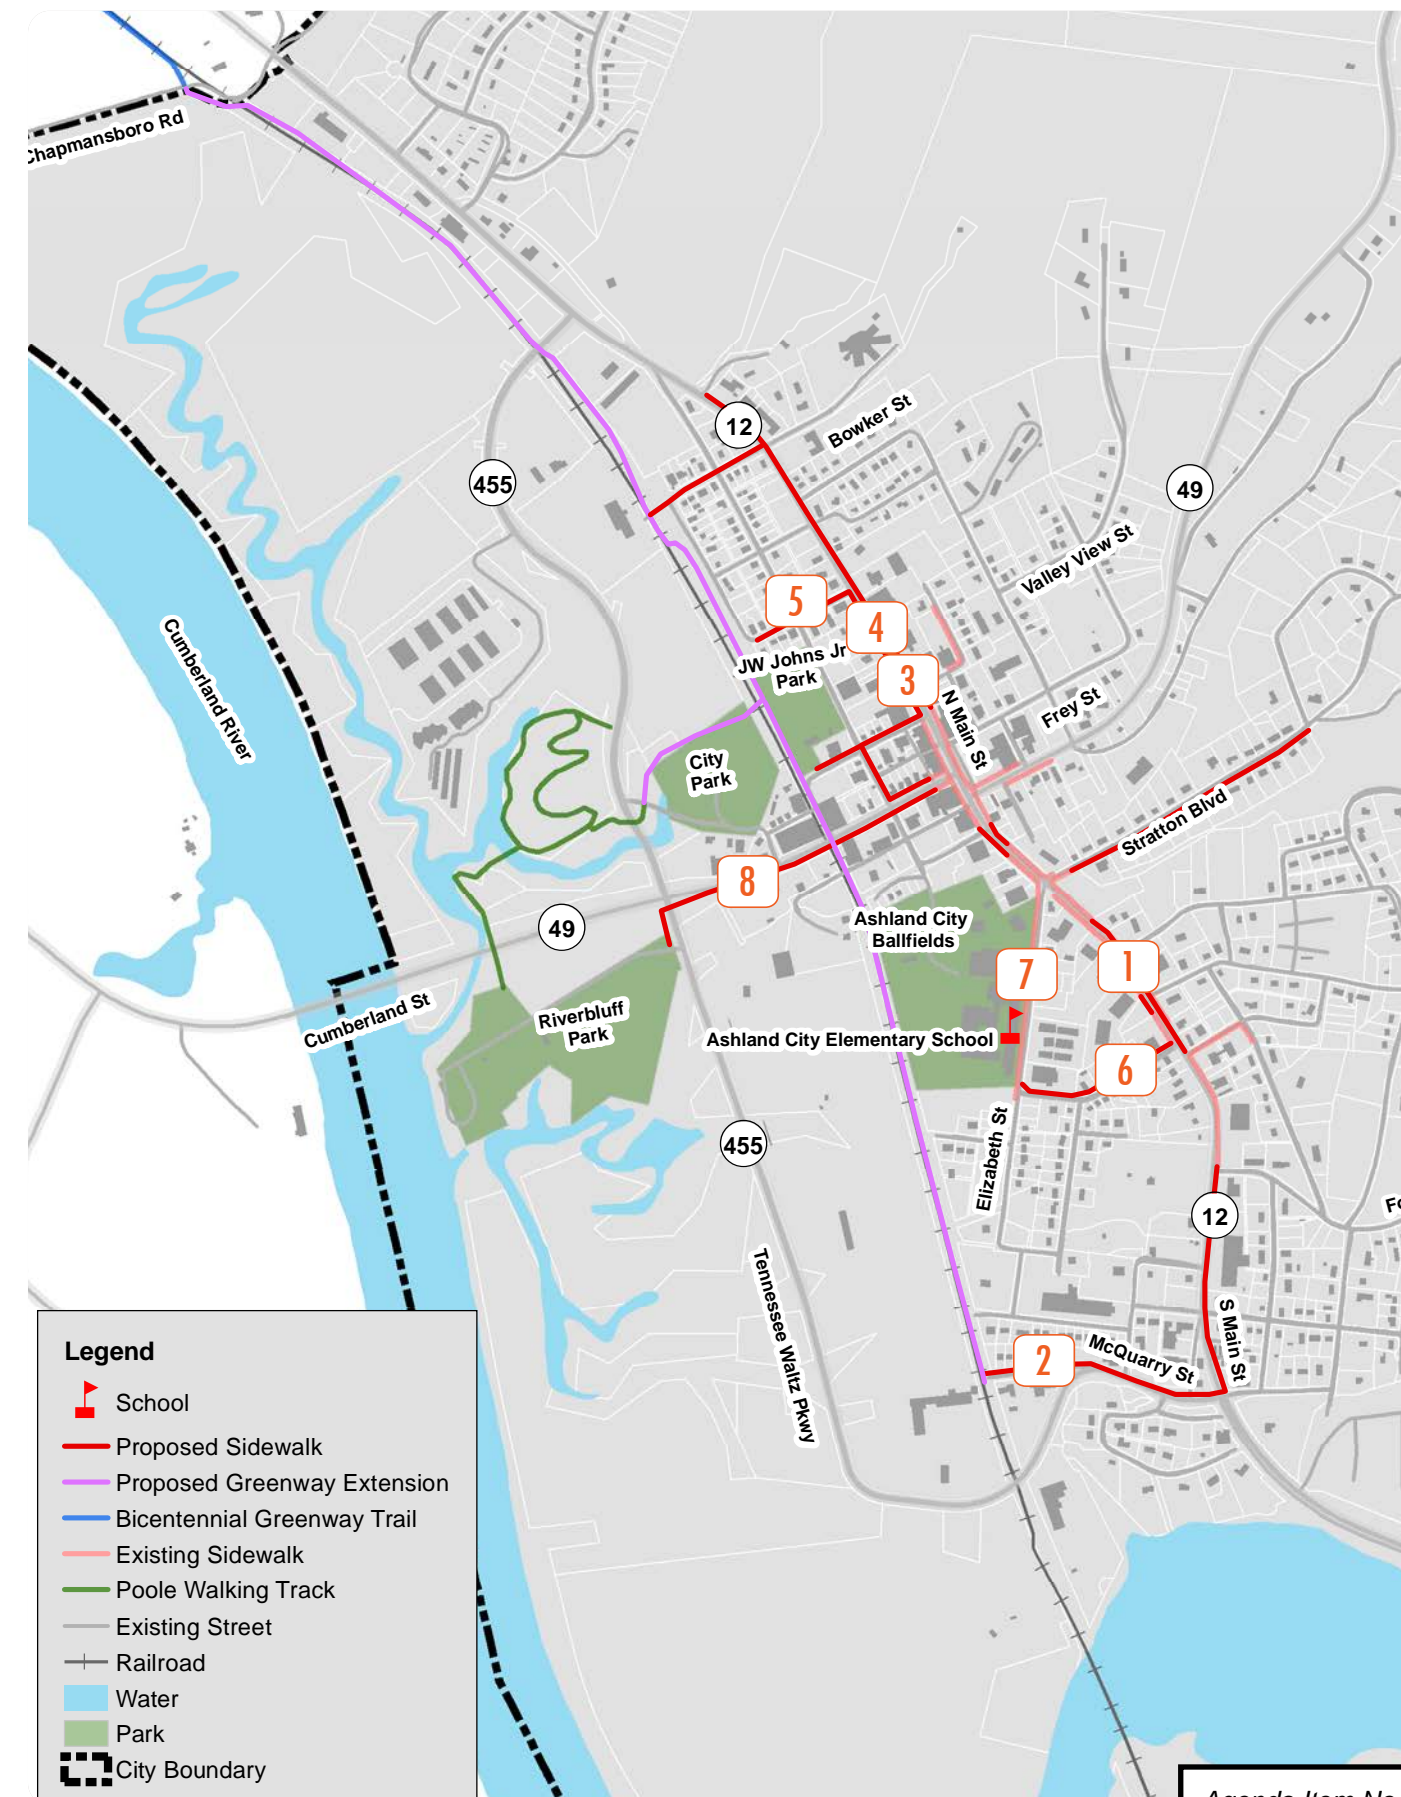 Chapmansboro Rd
12
Bowker St
455
49
Valley View St
5
4
JW Johns Jr
Park
3
N Main St
Frey St
Cumberland River
City
Park
Stratton Blvd
8
Ashland City
Ballfields
49
7
1
Cumberland St
Riverbluff
Park
Ashland City Elementary School
6
455
Elizabeth St
12
Tennessee Waltz Pkwy
S Main St
2
McQuarry St
Legend
School
Proposed Sidewalk
Proposed Greenway Extension
Bicentennial Greenway Trail
Existing Sidewalk
Poole Walking Track
Existing Street
Railroad
Water
Park
City Boundary